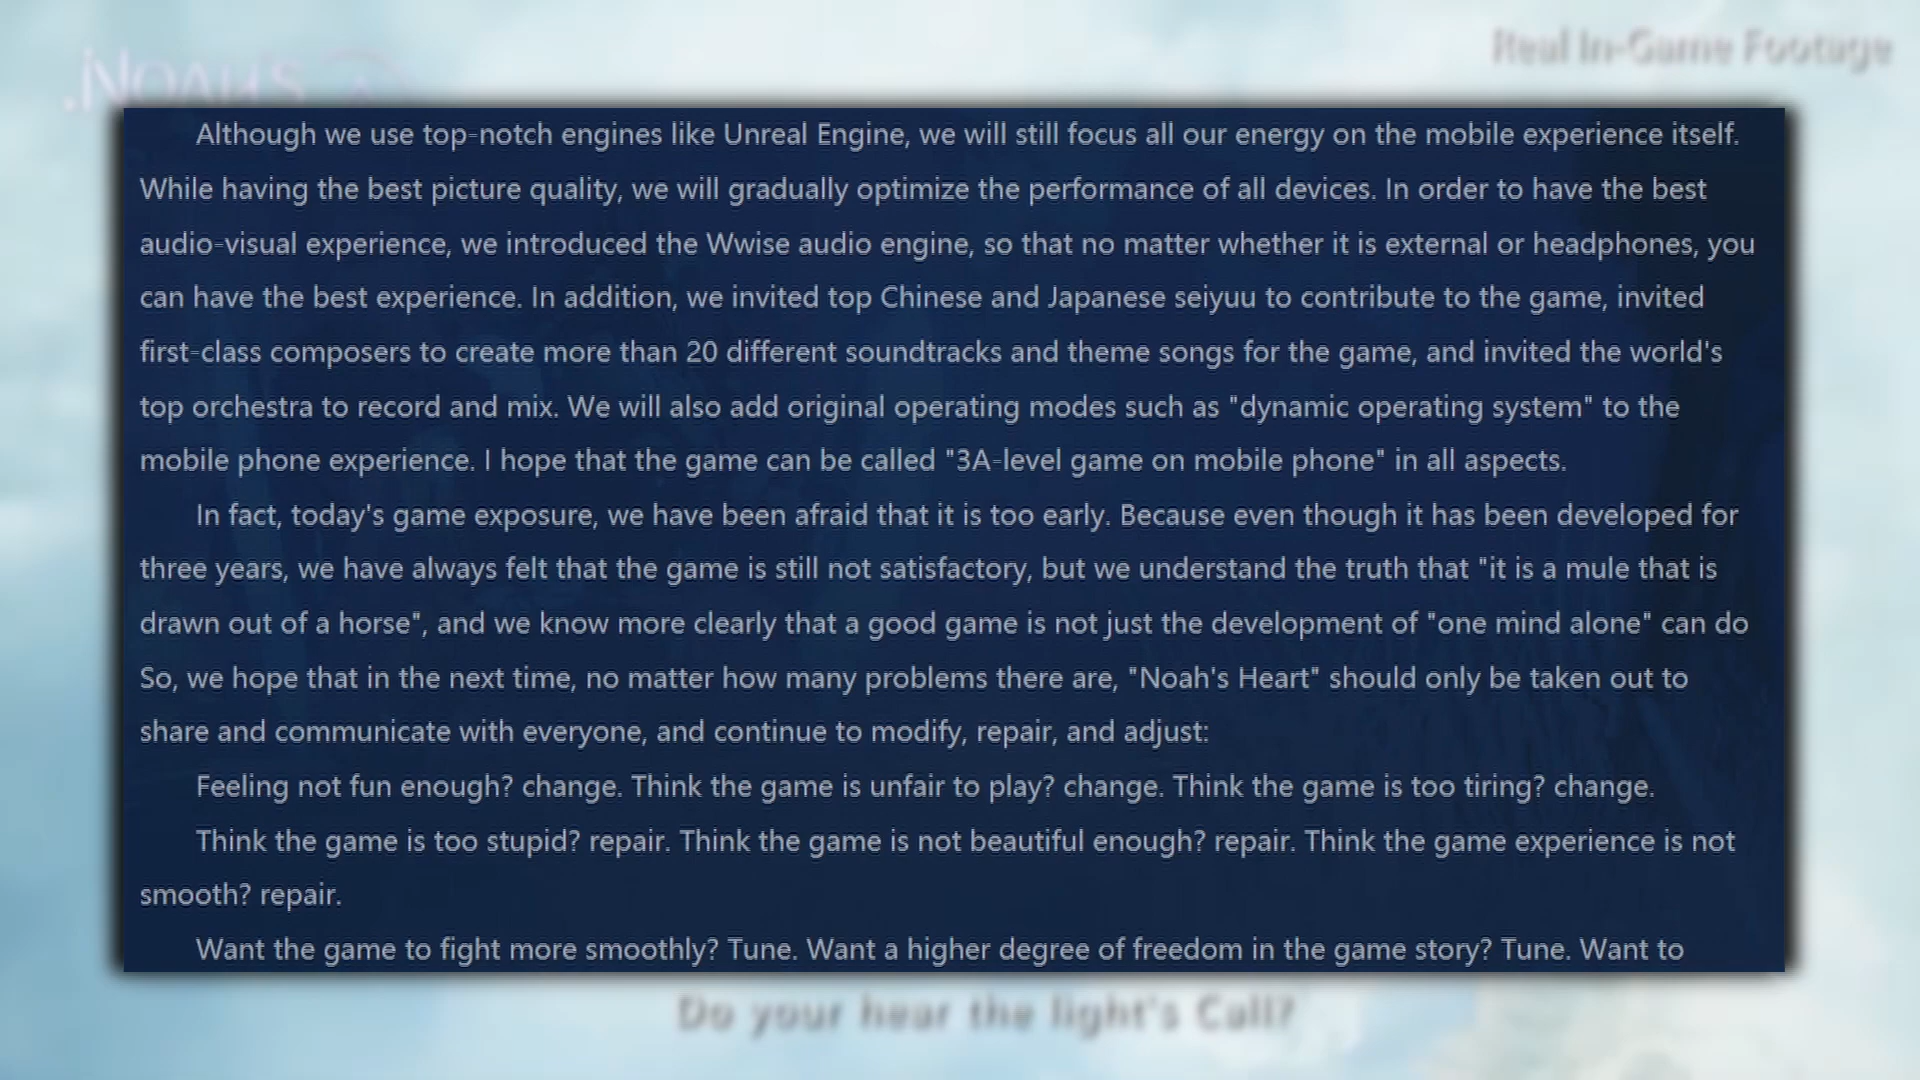 .NOAH'S
Real In-Game Footage
Although we use top-notch engines like Unreal Engine, we will still focus all our energy on the mobile experience itself.
While having the best picture quality, we will gradually optimize the performance of all devices. In order to have the best
audio-visual experience, we introduced the Wwise audio engine, so that no matter whether it is external or headphones, you
can have the best experience. In addition, we invited top Chinese and Japanese seiyuu to contribute to the game, invited
first-class composers to create more than 20 different soundtracks and theme songs for the game, and invited the world's
top orchestra to record and mix. We will also add original operating modes such as "dynamic operating system" to the
mobile phone experience. I hope that the game can be called "3A-level game on mobile phone" in all aspects.
In fact, today's game exposure, we have been afraid that it is too early. Because even though it has been developed for
three years, we have always felt that the game is still not satisfactory, but we understand the truth that "it is a mule that is
drawn out of a horse", and we know more clearly that a good game is not just the development of "one mind alone" can do
So, we hope that in the next time, no matter how many problems there are, "Noah's Heart" should only be taken out to
share and communicate with everyone, and continue to modify, repair, and adjust:
Feeling not fun enough? change. Think the game is unfair to play? change. Think the game is too tiring? change.
Think the game is too stupid? repair. Think the game is not beautiful enough? repair. Think the game experience is not
smooth? repair.
Want the game to fight more smoothly? Tune. Want a higher degree of freedom in the game story? Tune. Want to
Do your hear the light's Call?